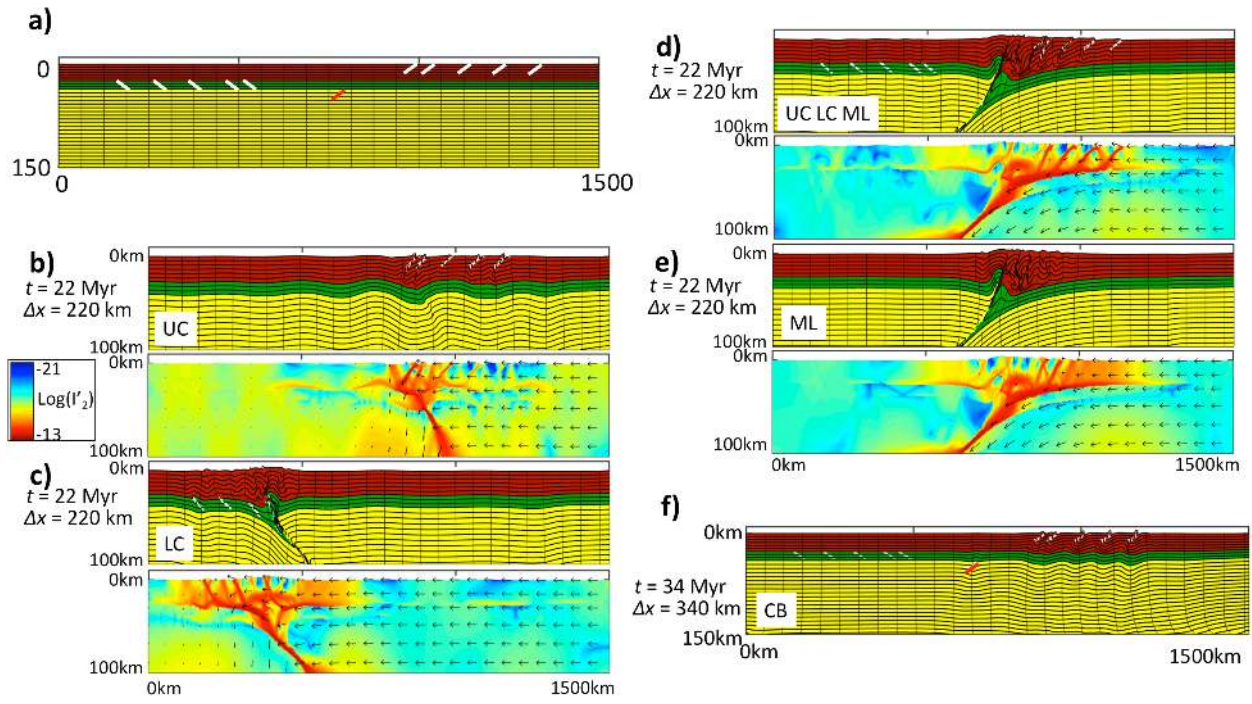 a)
0
150
0
1500
b)
0km
t = 22 Myr
Δx = 220 km
UC
100km
-21
Log(I'₂)
-13
0km
100km
c)
0km
t = 22 Myr
Δx = 220 km
LC
100km
0km
100km
0km
1500km
d)
t = 22 Myr
Δx = 220 km
UC LC ML
100km
0km
100km
e)
0km
t = 22 Myr
Δx = 220 km
ML
100km
0km
100km
0km
1500km
f)
0km
t = 34 Myr
Δx = 340 km
CB
150km
0km
1500km